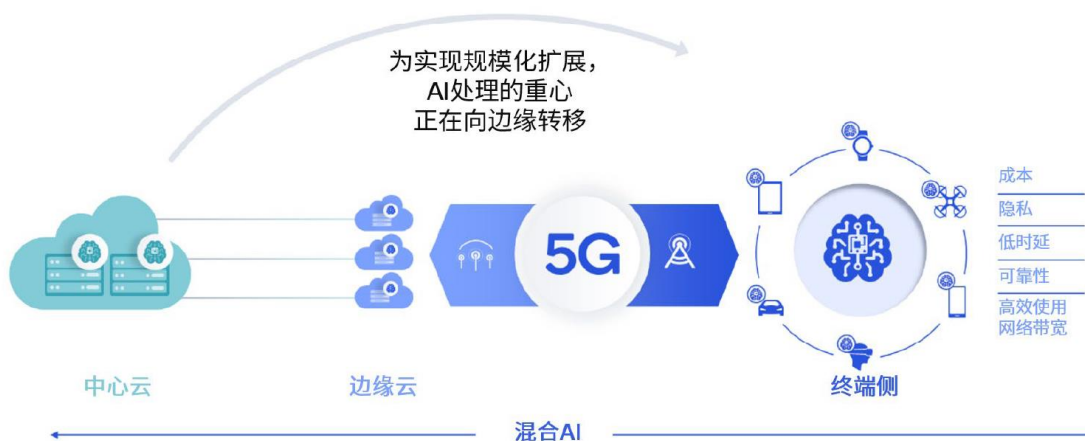 为实现规模化扩展，
AI处理的重心
正在向边缘转移
5G
成本
隐私
低时延
可靠性
高效使用
网络带宽
中心云
边缘云
终端侧
混合AI